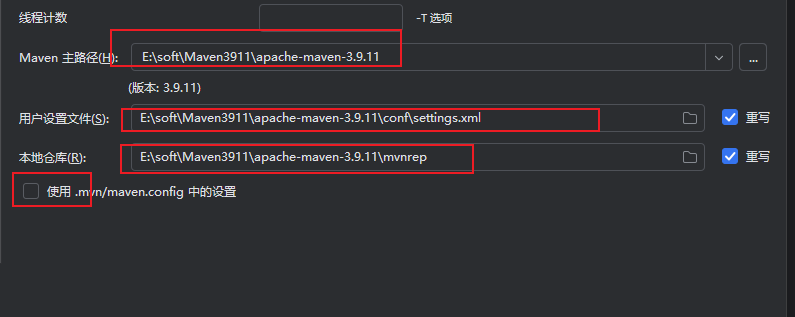 线程计数 -T 选项
Maven 主路径(H): E:\soft\Maven3911\apache-maven-3.9.11 ...
(版本: 3.9.11)
用户设置文件(S): E:\soft\Maven3911\apache-maven-3.9.11\conf\settings.xml 重写
本地仓库(R): E:\soft\Maven3911\apache-maven-3.9.11\mvnrep 重写
使用 .mvn/maven.config 中的设置